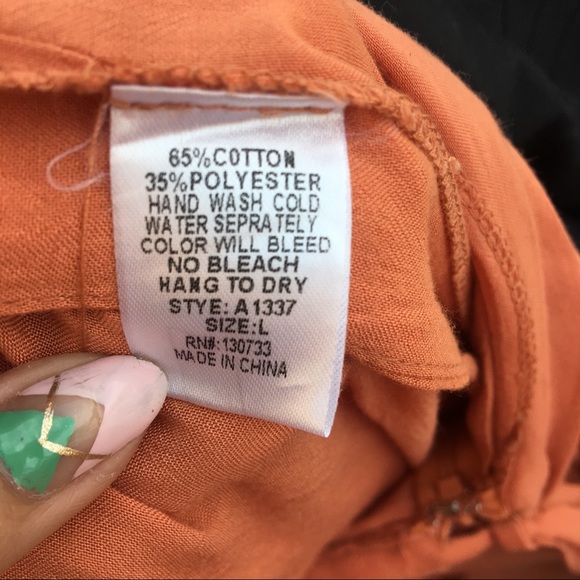 65%COTTON
35%POLYESTER
HAND WASH COLD
WATER SEPRATELY
COLOR WILL BLEED
NO BLEACH
HANG TO DRY
STYE: A1337
SIZE:L
RN#: 130733
MADE IN CHINA